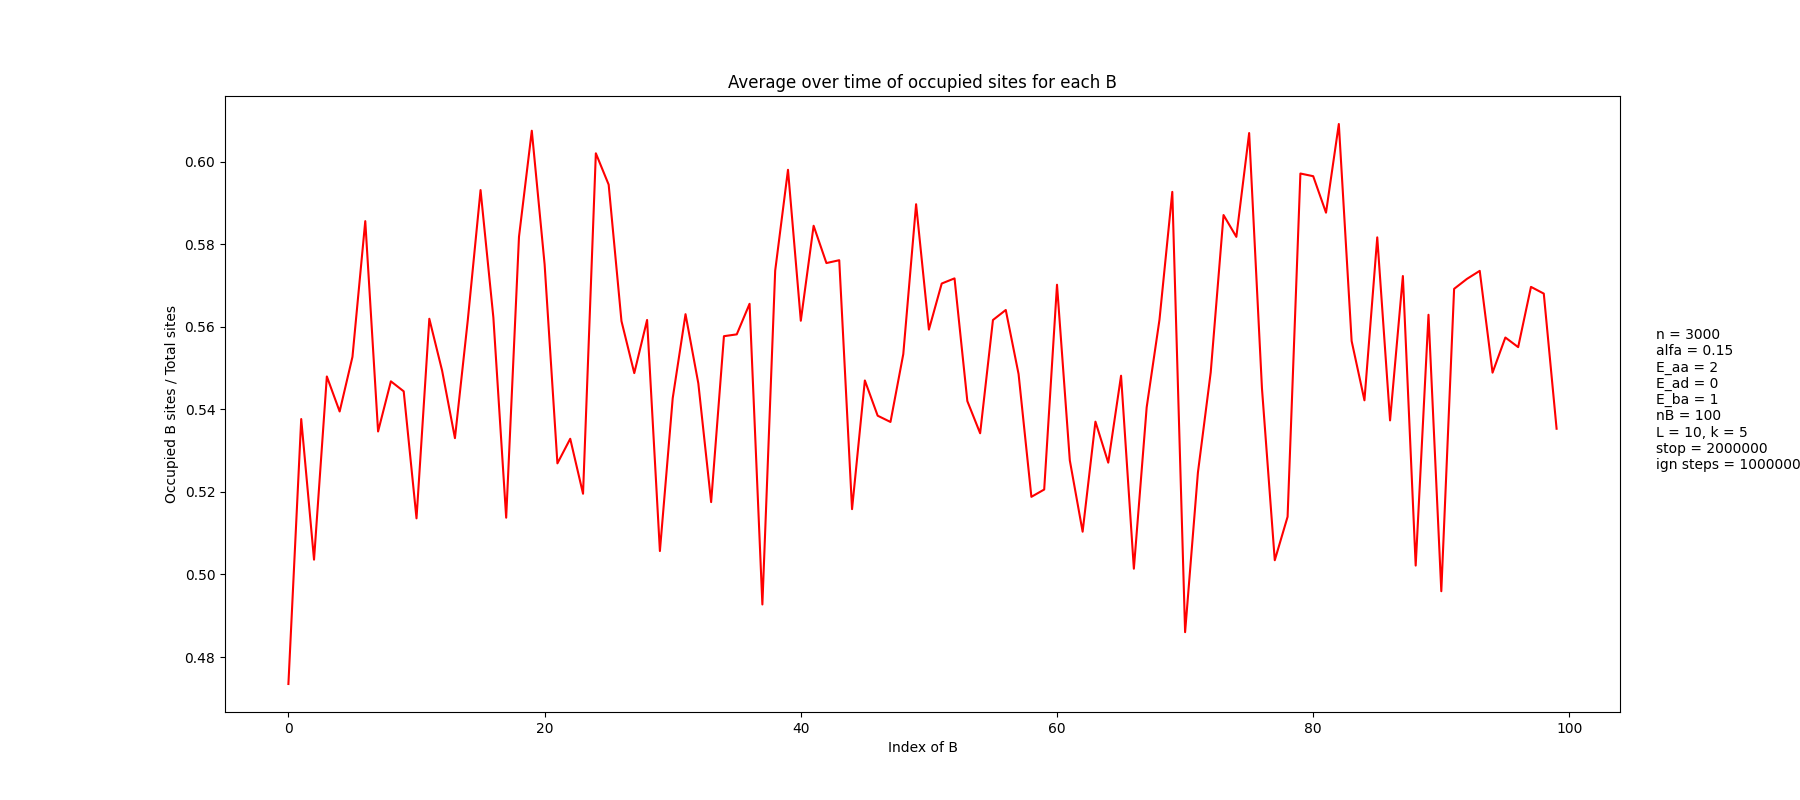 Average over time of occupied sites for each B
Occupied B sites / Total sites
0.60
0.58
0.56
0.54
0.52
0.50
0.48
0 20 40 60 80 100
Index of B
n = 3000
alfa = 0.15
E_aa = 2
E_ad = 0
E_ba = 1
nB = 100
L = 10, k = 5
stop = 2000000
ign steps = 1000000